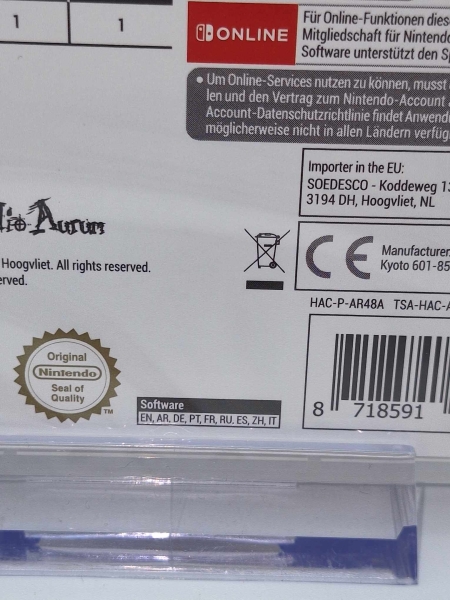 1 1
ONLINE
Für Online-Funktionen dies
Mitgliedschaft für Nintendo
Software unterstützt den S
• Um Online-Services nutzen zu können, musst
len und den Vertrag zum Nintendo-Account
Account-Datenschutzrichtlinie findet Anwend
möglicherweise nicht in allen Ländern verfüg
Importer in the EU:
SOEDESCO - Koddeweg 1
3194 DH, Hoogvliet, NL
Aurum
Hoogvliet. All rights reserved.
erved.
CE
Manufacturer
Kyoto 601-85
HAC-P-AR48A TSA-HAC-A
Original
Nintendo
Seal of
Quality
TM
Software
EN, AR, DE, PT, FR, RU, ES, ZH, IT
8 718591